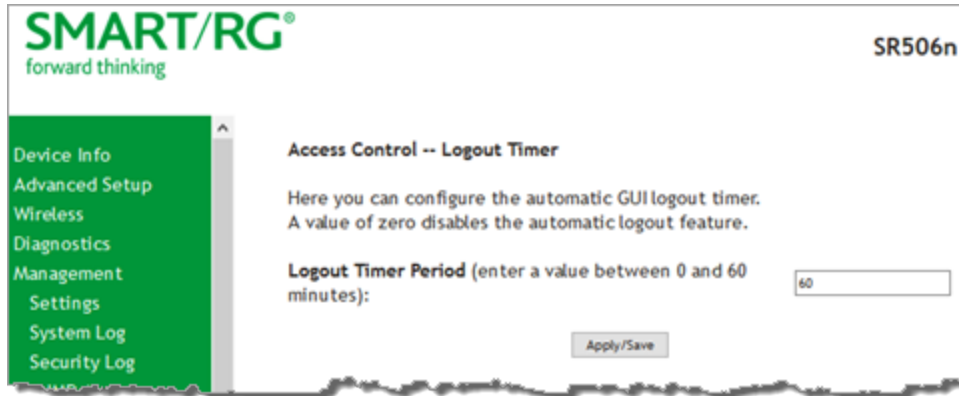 SMART/RG®
forward thinking
SR506n
Device Info
Advanced Setup
Wireless
Diagnostics
Management
Settings
System Log
Security Log
Access Control -- Logout Timer
Here you can configure the automatic GUI logout timer.
A value of zero disables the automatic logout feature.
Logout Timer Period (enter a value between 0 and 60
minutes):
60
Apply/Save